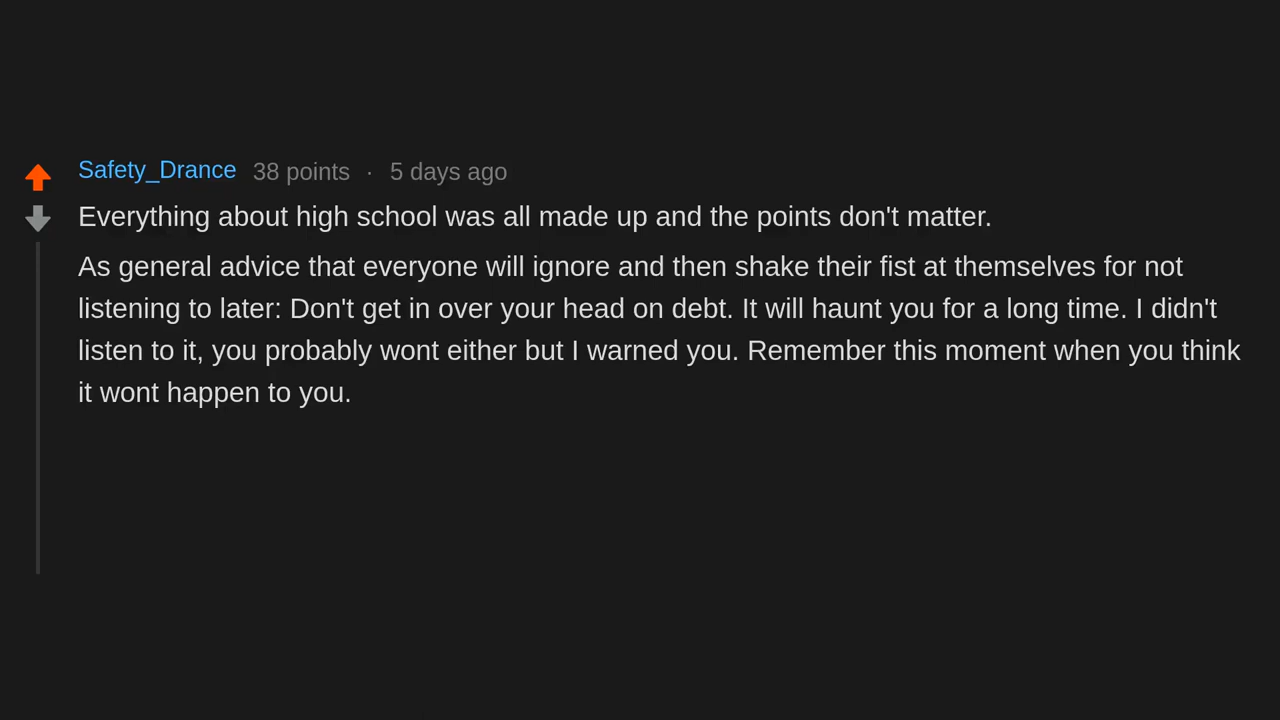 Safety_Drance 38 points · 5 days ago
Everything about high school was all made up and the points don't matter.
As general advice that everyone will ignore and then shake their fist at themselves for not
listening to later: Don't get in over your head on debt. It will haunt you for a long time. I didn't
listen to it, you probably wont either but I warned you. Remember this moment when you think
it wont happen to you.